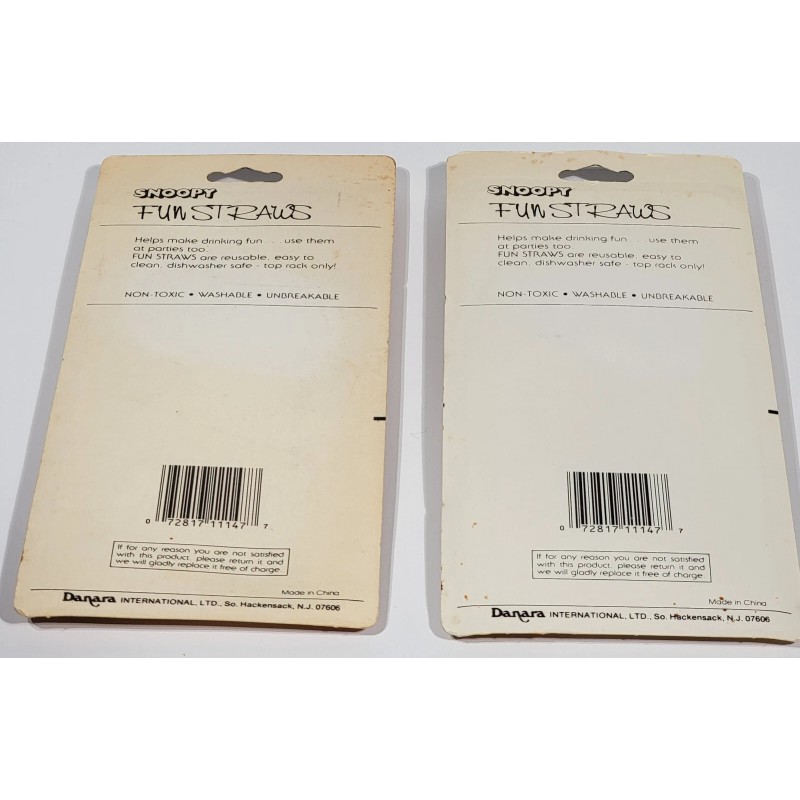 SNOOPY
FUN STRAWS
Helps make drinking fun . . . use them
at parties too.
FUN STRAWS are reusable, easy to
clean, dishwasher safe - top rack only!
NON-TOXIC • WASHABLE • UNBREAKABLE
0 72817 11147 7
If for any reason you are not satisfied
with this product, please return it and
we will gladly replace it free of charge.
Made in China
Danara INTERNATIONAL, LTD., So. Hackensack, N.J. 07606
SNOOPY
FUN STRAWS
Helps make drinking fun . . . use them
at parties too.
FUN STRAWS are reusable, easy to
clean, dishwasher safe - top rack only!
NON-TOXIC • WASHABLE • UNBREAKABLE
0 72817 11147 7
If for any reason you are not satisfied
with this product, please return it and
we will gladly replace it free of charge
Made in China
Danara INTERNATIONAL, LTD., So. Hackensack, N.J. 07606